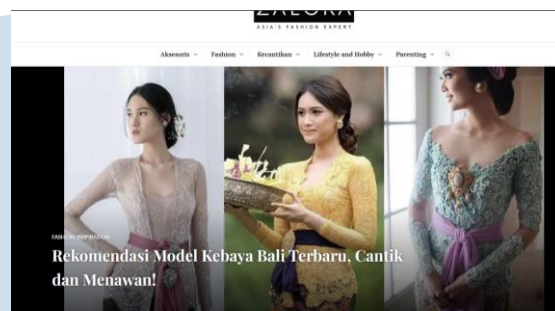 ZALORA
ASIA'S FASHION EXPERT
Aksesoris Fashion Kecantikan Lifestyle and Hobby Parenting
FASHION INSPIRATION
Rekomendasi Model Kebaya Bali Terbaru, Cantik
dan Menawan!